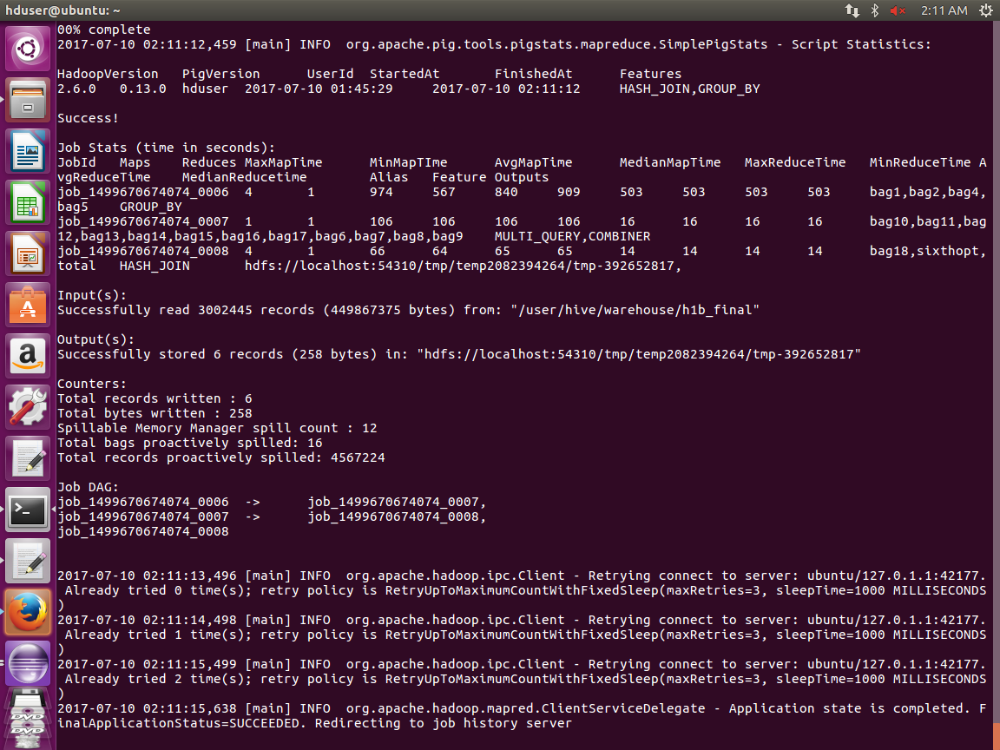 hduser@ubuntu: ~
2:11 AM
00% complete
2017-07-10 02:11:12,459 [main] INFO  org.apache.pig.tools.pigstats.mapreduce.SimplePigStats - Script Statistics:
HadoopVersion   PigVersion      UserId  StartedAt       FinishedAt      Features
2.6.0   0.13.0  hduser  2017-07-10 01:45:29     2017-07-10 02:11:12     HASH_JOIN,GROUP_BY
Success!
Job Stats (time in seconds):
JobId   Maps    Reduces MaxMapTime      MinMapTIme      AvgMapTime      MedianMapTime   MaxReduceTime   MinReduceTime A
vgReduceTime    MedianReducetime        Alias   Feature Outputs
job_1499670674074_0006  4       1       974     567     840     909     503     503     503     503     bag1,bag2,bag4,
bag5    GROUP_BY
job_1499670674074_0007  1       1       106     106     106     106     16      16      16      16      bag10,bag11,bag
12,bag13,bag14,bag15,bag16,bag17,bag6,bag7,bag8,bag9    MULTI_QUERY,COMBINER
job_1499670674074_0008  4       1       66      64      65      65      14      14      14      14      bag18,sixthopt,
total   HASH_JOIN       hdfs://localhost:54310/tmp/temp2082394264/tmp-392652817,
Input(s):
Successfully read 3002445 records (449867375 bytes) from: "/user/hive/warehouse/h1b_final"
Output(s):
Successfully stored 6 records (258 bytes) in: "hdfs://localhost:54310/tmp/temp2082394264/tmp-392652817"
Counters:
Total records written : 6
Total bytes written : 258
Spillable Memory Manager spill count : 12
Total bags proactively spilled: 16
Total records proactively spilled: 4567224
Job DAG:
job_1499670674074_0006  ->      job_1499670674074_0007,
job_1499670674074_0007  ->      job_1499670674074_0008,
job_1499670674074_0008
2017-07-10 02:11:13,496 [main] INFO  org.apache.hadoop.ipc.Client - Retrying connect to server: ubuntu/127.0.1.1:42177.
 Already tried 0 time(s); retry policy is RetryUpToMaximumCountWithFixedSleep(maxRetries=3, sleepTime=1000 MILLISECONDS
)
2017-07-10 02:11:14,498 [main] INFO  org.apache.hadoop.ipc.Client - Retrying connect to server: ubuntu/127.0.1.1:42177.
 Already tried 1 time(s); retry policy is RetryUpToMaximumCountWithFixedSleep(maxRetries=3, sleepTime=1000 MILLISECONDS
)
2017-07-10 02:11:15,499 [main] INFO  org.apache.hadoop.ipc.Client - Retrying connect to server: ubuntu/127.0.1.1:42177.
 Already tried 2 time(s); retry policy is RetryUpToMaximumCountWithFixedSleep(maxRetries=3, sleepTime=1000 MILLISECONDS
)
2017-07-10 02:11:15,638 [main] INFO  org.apache.hadoop.mapred.ClientServiceDelegate - Application state is completed. F
inalApplicationStatus=SUCCEEDED. Redirecting to job history server